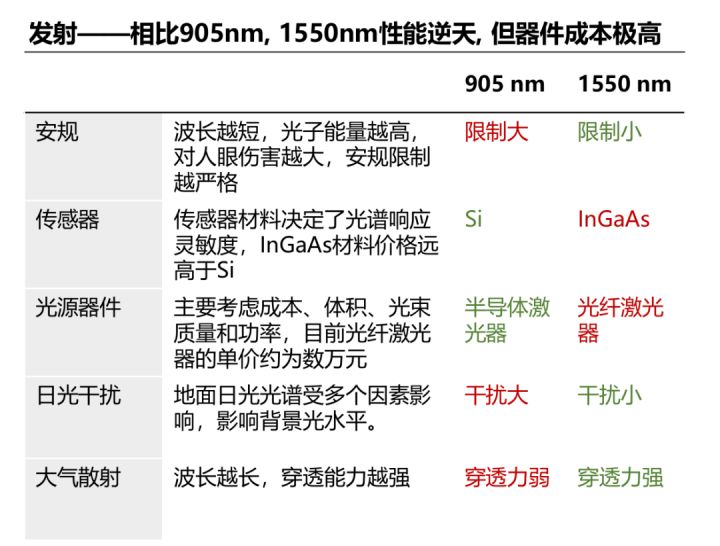 发射——相比905nm, 1550nm性能逆天, 但器件成本极高
905 nm 1550 nm
安规 波长越短，光子能量越高， 限制大 限制小
对人眼伤害越大，安规限制
越严格
传感器 传感器材料决定了光谱响应 Si InGaAs
灵敏度，InGaAs材料价格远
高于Si
光源器件 主要考虑成本、体积、光束 半导体激 光纤激光
质量和功率，目前光纤激光 光器 器
器的单价约为数万元
日光干扰 地面日光光谱受多个因素影 干扰大 干扰小
响，影响背景光水平。
大气散射 波长越长，穿透能力越强 穿透力弱 穿透力强